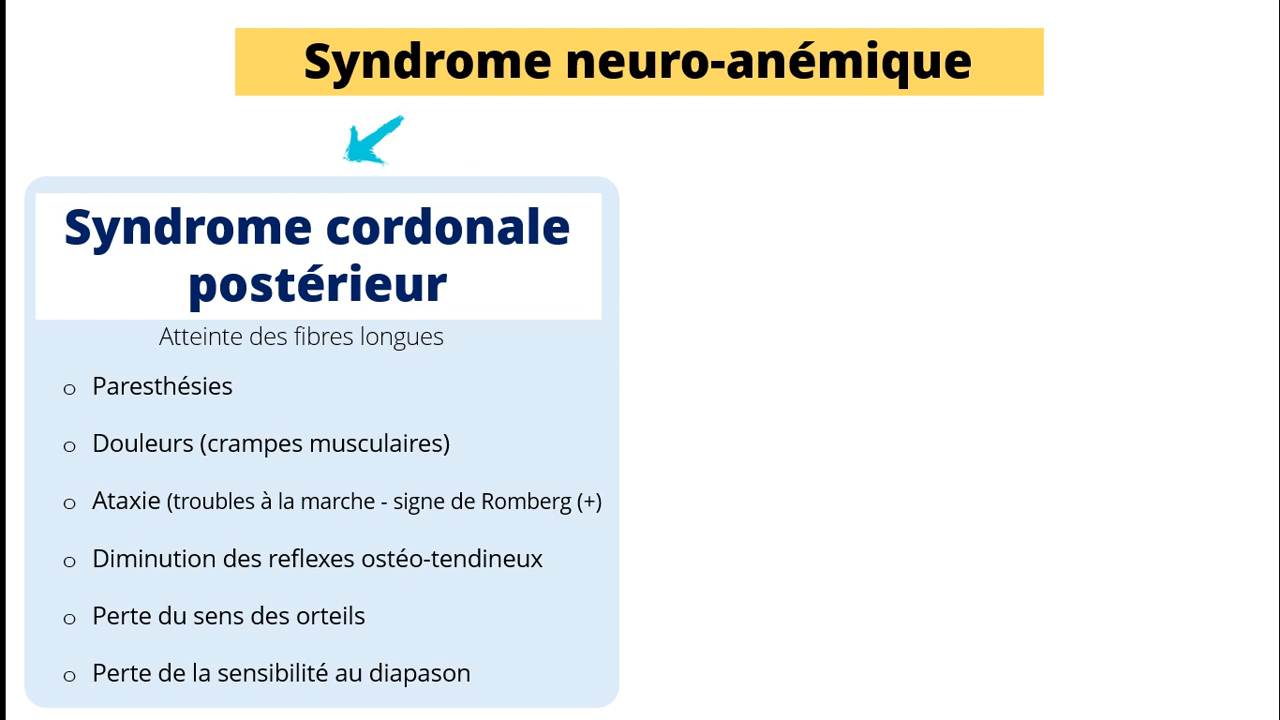 Syndrome neuro-anémique
Syndrome cordonale
postérieur
Atteinte des fibres longues
o Paresthésies
o Douleurs (crampes musculaires)
o Ataxie (troubles à la marche - signe de Romberg (+)
o Diminution des reflexes ostéo-tendineux
o Perte du sens des orteils
o Perte de la sensibilité au diapason